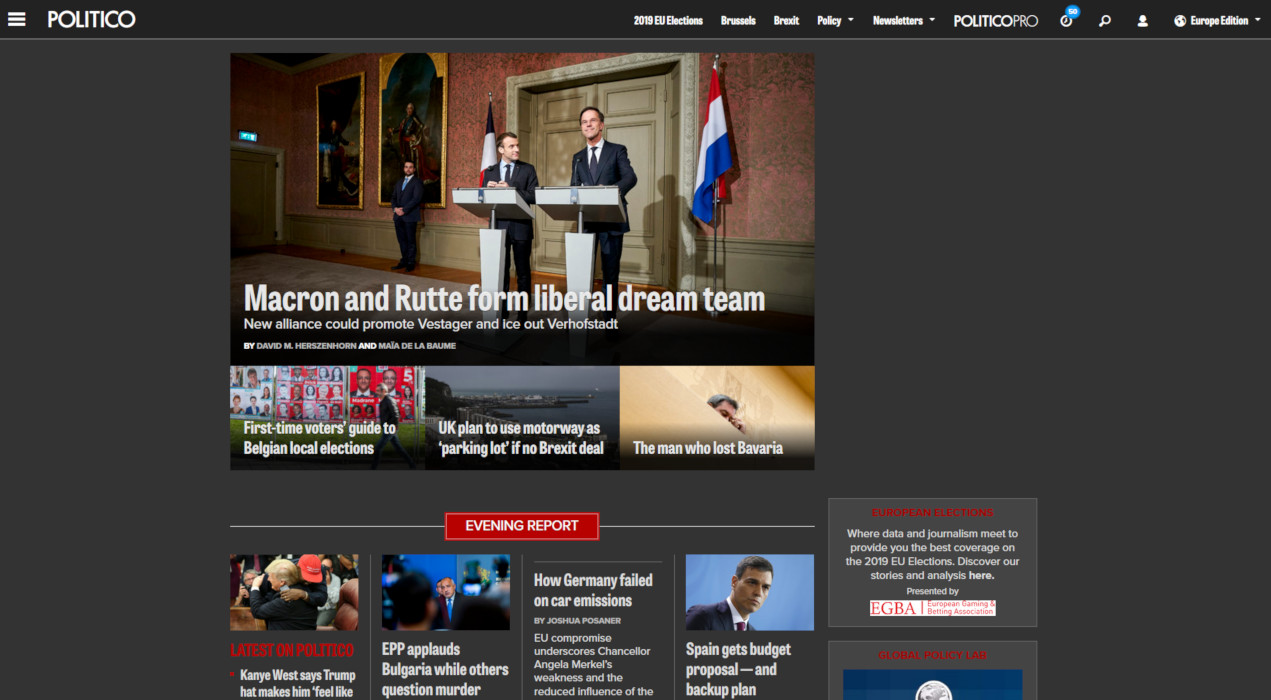 POLITICO
2019 EU Elections
Brussels
Brexit
Policy
Newsletters
POLITICOPRO
50
Europe Edition
Macron and Rutte form liberal dream team
New alliance could promote Vestager and ice out Verhofstadt
BY DAVID M. HERSZENHORN AND MAÏA DE LA BAUME
First-time voters’ guide to
Belgian local elections
UK plan to use motorway as
‘parking lot’ if no Brexit deal
The man who lost Bavaria
EVENING REPORT
LATEST ON POLITICO
Kanye West says Trump
hat makes him ‘feel like
EPP applauds
Bulgaria while others
question murder
How Germany failed
on car emissions
BY JOSHUA POSANER
EU compromise
underscores Chancellor
Angela Merkel’s
weakness and the
reduced influence of the
Spain gets budget
proposal — and
backup plan
EUROPEAN ELECTIONS
Where data and journalism meet to
provide you the best coverage on
the 2019 EU Elections. Discover our
stories and analysis here.
Presented by
EGBA
European Gaming &
Betting Association
GLOBAL POLICY LAB